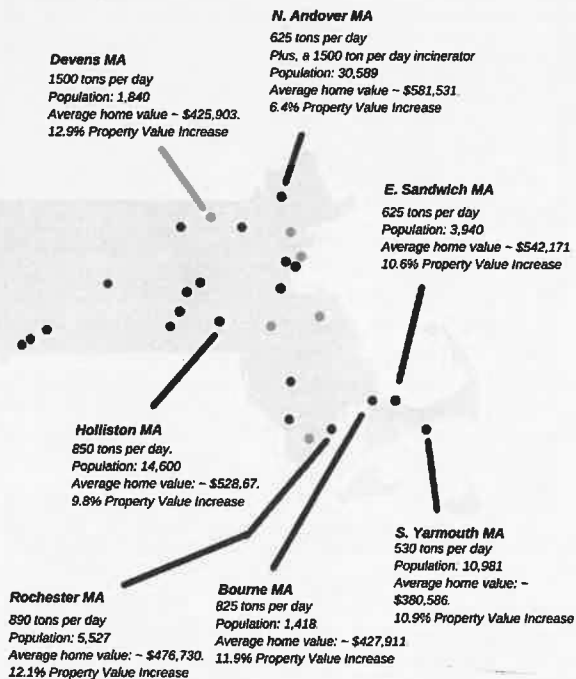 N. Andover MA
625 tons per day
Plus, a 1500 ton per day incinerator
Population: 30,589
Average home value ~ $581,531.
6.4% Property Value Increase
Devens MA
1500 tons per day
Population: 1,840
Average home value ~ $425,903.
12.9% Property Value Increase
E. Sandwich MA
625 tons per day
Population: 3,940
Average home value ~ $542,171
10.6% Property Value Increase
Holliston MA
850 tons per day.
Population: 14,600
Average home value: ~ $528,67.
9.8% Property Value Increase
S. Yarmouth MA
530 tons per day
Population. 10,981
Average home value: ~
$380,586.
10.9% Property Value Increase
Rochester MA
890 tons per day
Population: 5,527
Average home value: ~ $476,730.
12.1% Property Value Increase
Bourne MA
825 tons per day
Population: 1,418.
Average home value: ~ $427,911
11.9% Property Value Increase